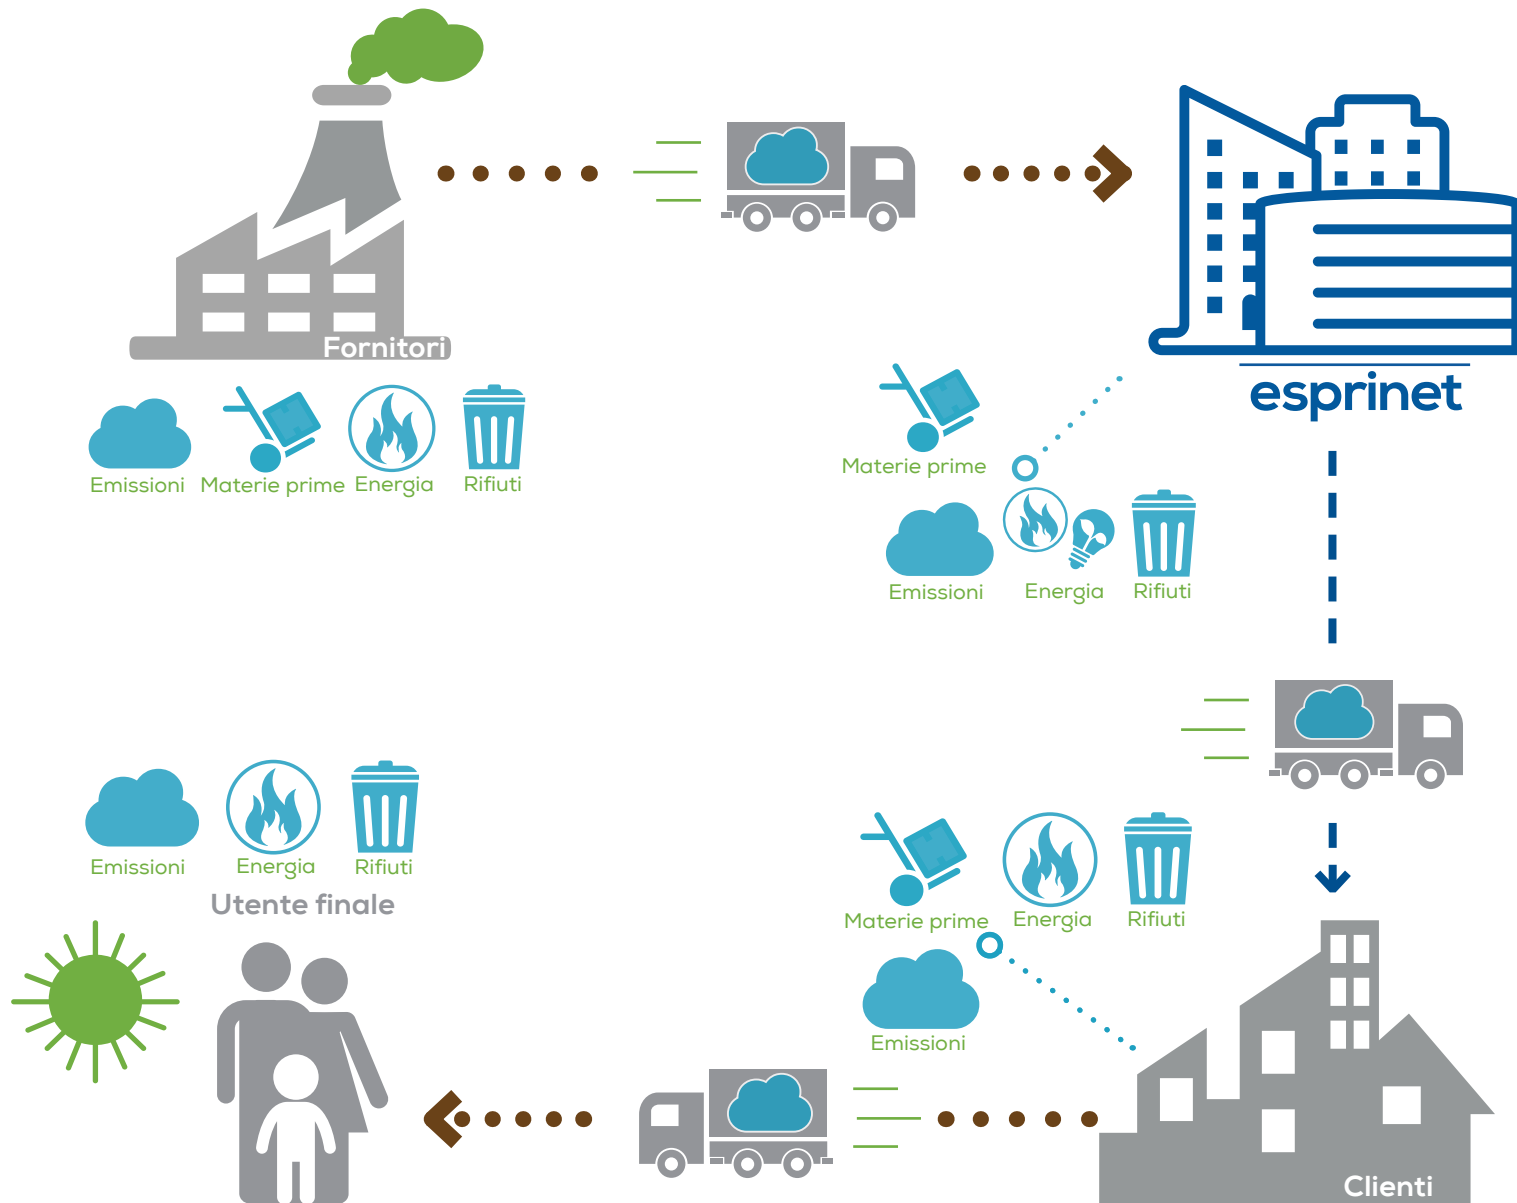 Fornitori
Emissioni
Materie prime
Energia
Rifiuti
esprinet
Materie prime
Emissioni
Energia
Rifiuti
Emissioni
Energia
Rifiuti
Utente finale
Materie prime
Energia
Rifiuti
Emissioni
Clienti